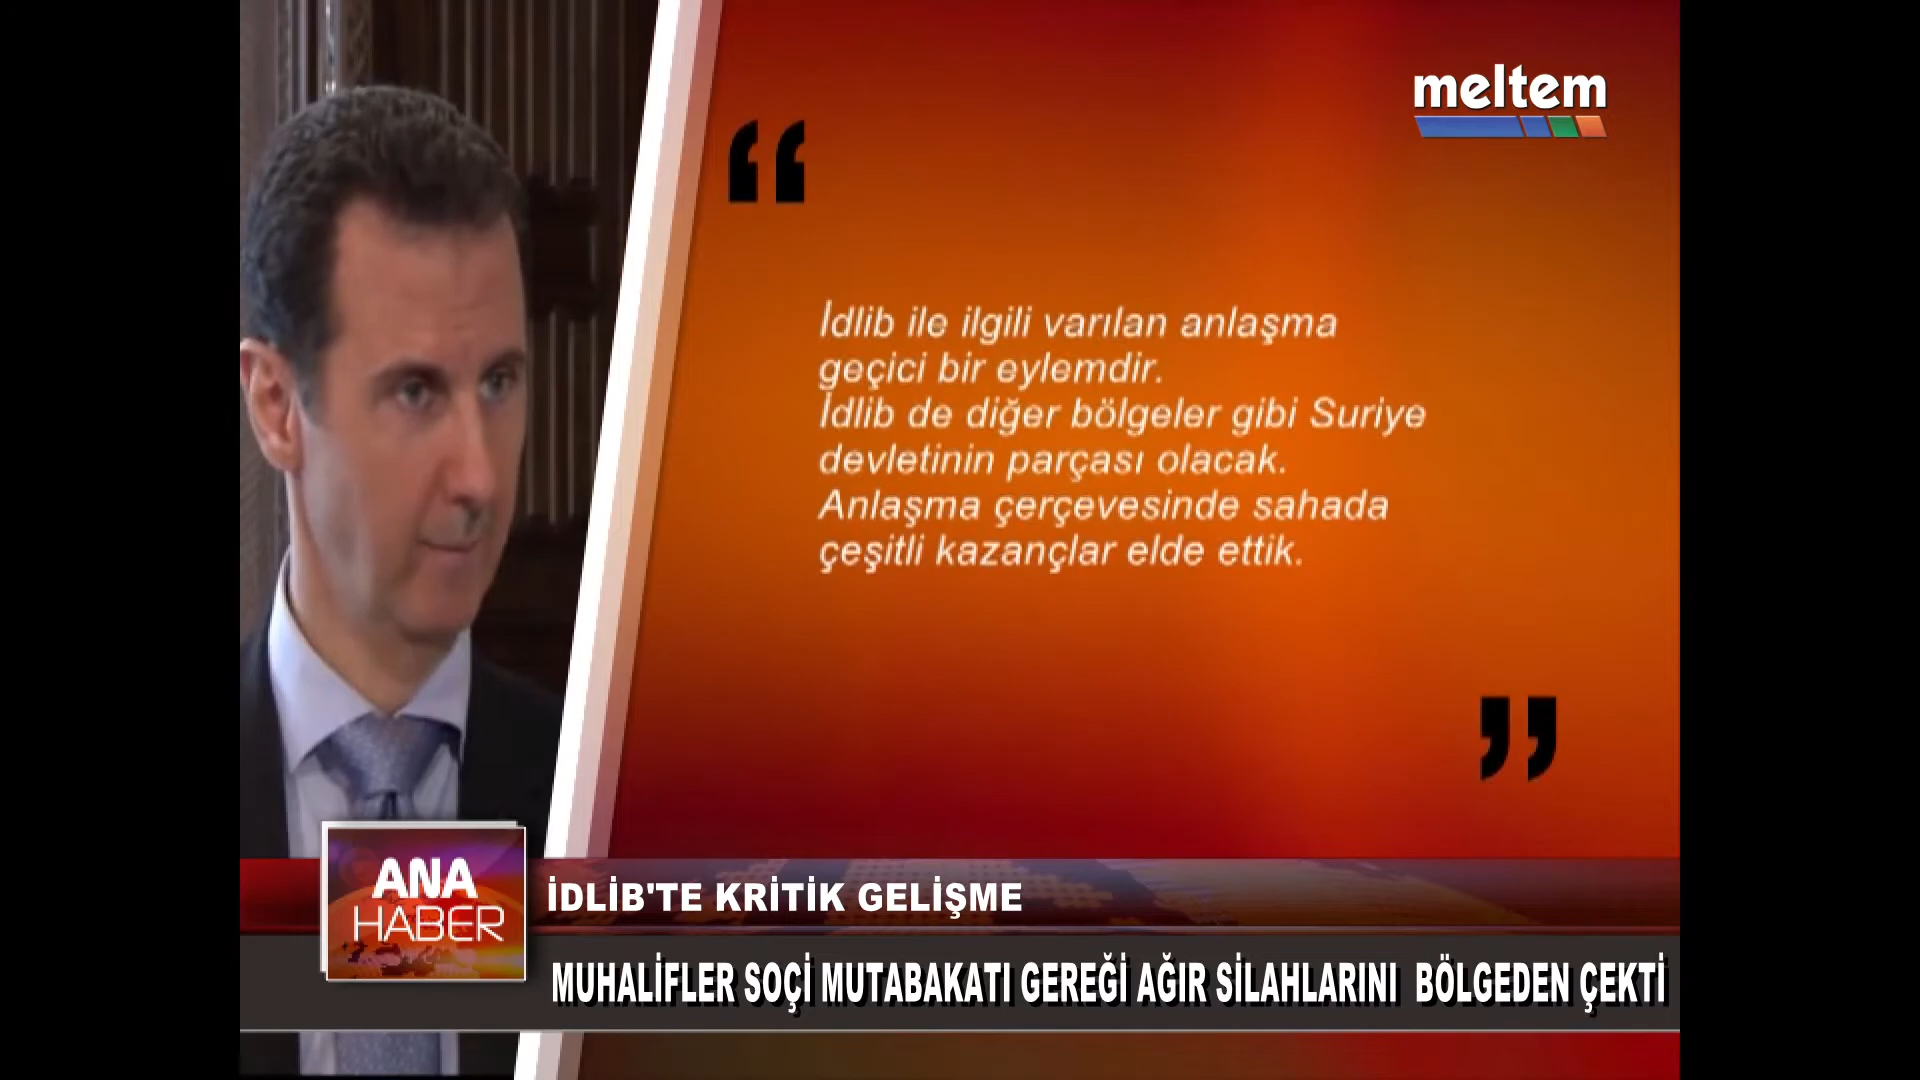 meltem
“
İdlib ile ilgili varılan anlaşma
geçici bir eylemdir.
İdlib de diğer bölgeler gibi Suriye
devletinin parçası olacak.
Anlaşma çerçevesinde sahada
çeşitli kazançlar elde ettik.
”
ANA
HABER
İDLİB'TE KRİTİK GELİŞME
MUHALİFLER SOÇİ MUTABAKATI GEREĞİ AĞIR SİLAHLARINI BÖLGEDEN ÇEKTİ